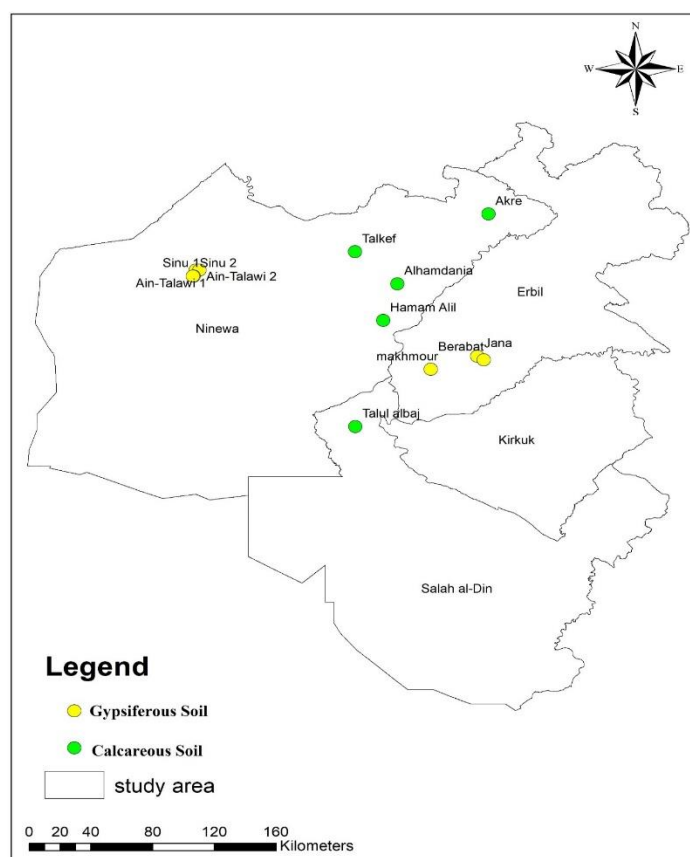 N
W E
S
Akre
Talkef
Sinu 1 Sinu 2
Alhamdania
Ain-Talawi 1 Ain-Talawi 2
Erbil
Hamam Alil
Ninewa
Berabat Jana
makhmour
Talul albaj
Kirkuk
Salah al-Din
Legend
Gypsiferous Soil
Calcareous Soil
study area
0 20 40 80 120 160
Kilometers